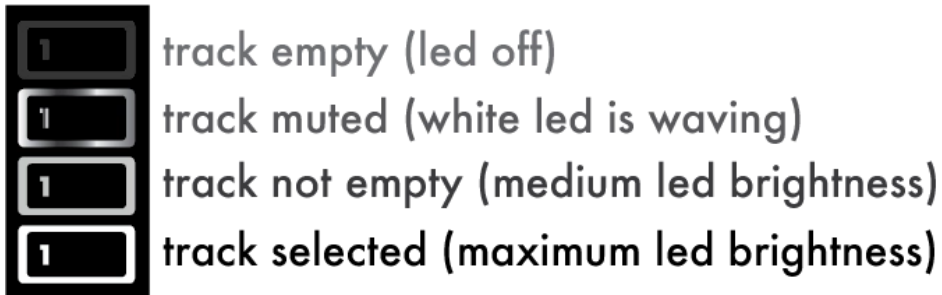 1 track empty (led off)
1 track muted (white led is waving)
1 track not empty (medium led brightness)
1 track selected (maximum led brightness)